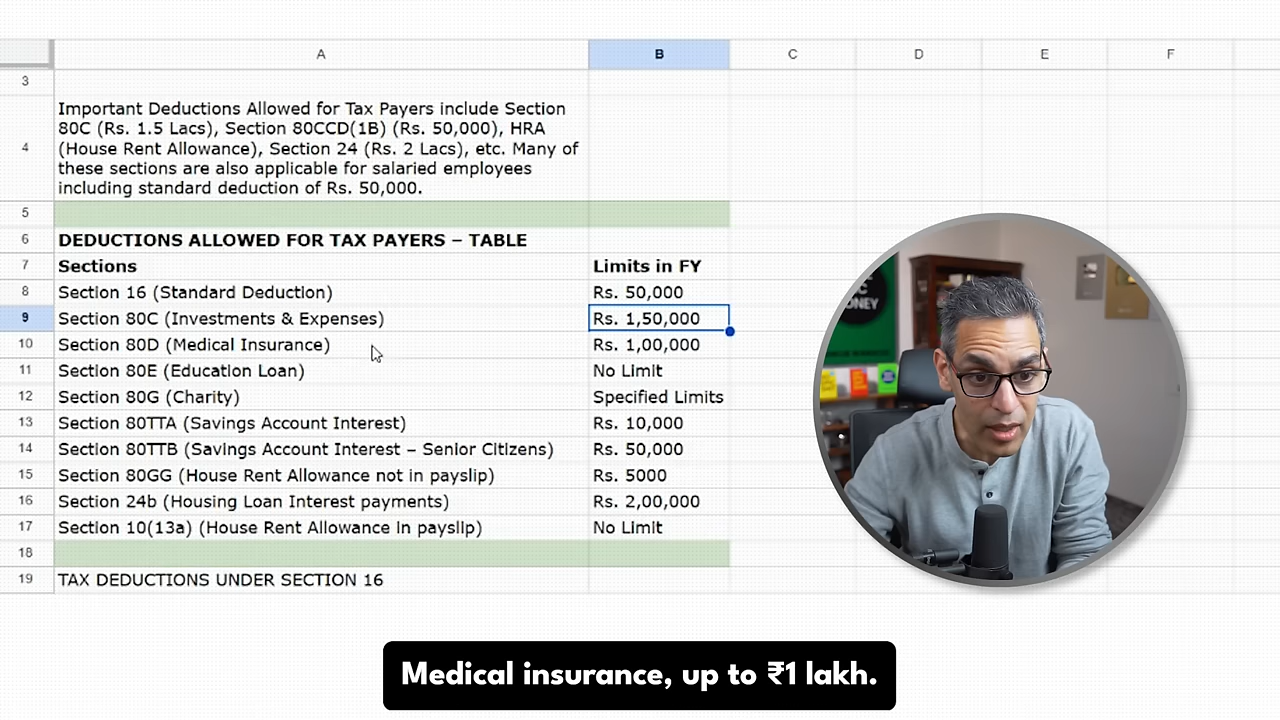 A B C D E F
3
4 Important Deductions Allowed for Tax Payers include Section
80C (Rs. 1.5 Lacs), Section 80CCD(1B) (Rs. 50,000), HRA
(House Rent Allowance), Section 24 (Rs. 2 Lacs), etc. Many of
these sections are also applicable for salaried employees
including standard deduction of Rs. 50,000.
5
6 DEDUCTIONS ALLOWED FOR TAX PAYERS – TABLE
7 Sections Limits in FY
8 Section 16 (Standard Deduction) Rs. 50,000
9 Section 80C (Investments & Expenses) Rs. 1,50,000
10 Section 80D (Medical Insurance) Rs. 1,00,000
11 Section 80E (Education Loan) No Limit
12 Section 80G (Charity) Specified Limits
13 Section 80TTA (Savings Account Interest) Rs. 10,000
14 Section 80TTB (Savings Account Interest – Senior Citizens) Rs. 50,000
15 Section 80GG (House Rent Allowance not in payslip) Rs. 5000
16 Section 24b (Housing Loan Interest payments) Rs. 2,00,000
17 Section 10(13a) (House Rent Allowance in payslip) No Limit
18
19 TAX DEDUCTIONS UNDER SECTION 16
Medical insurance, up to ₹1 lakh.